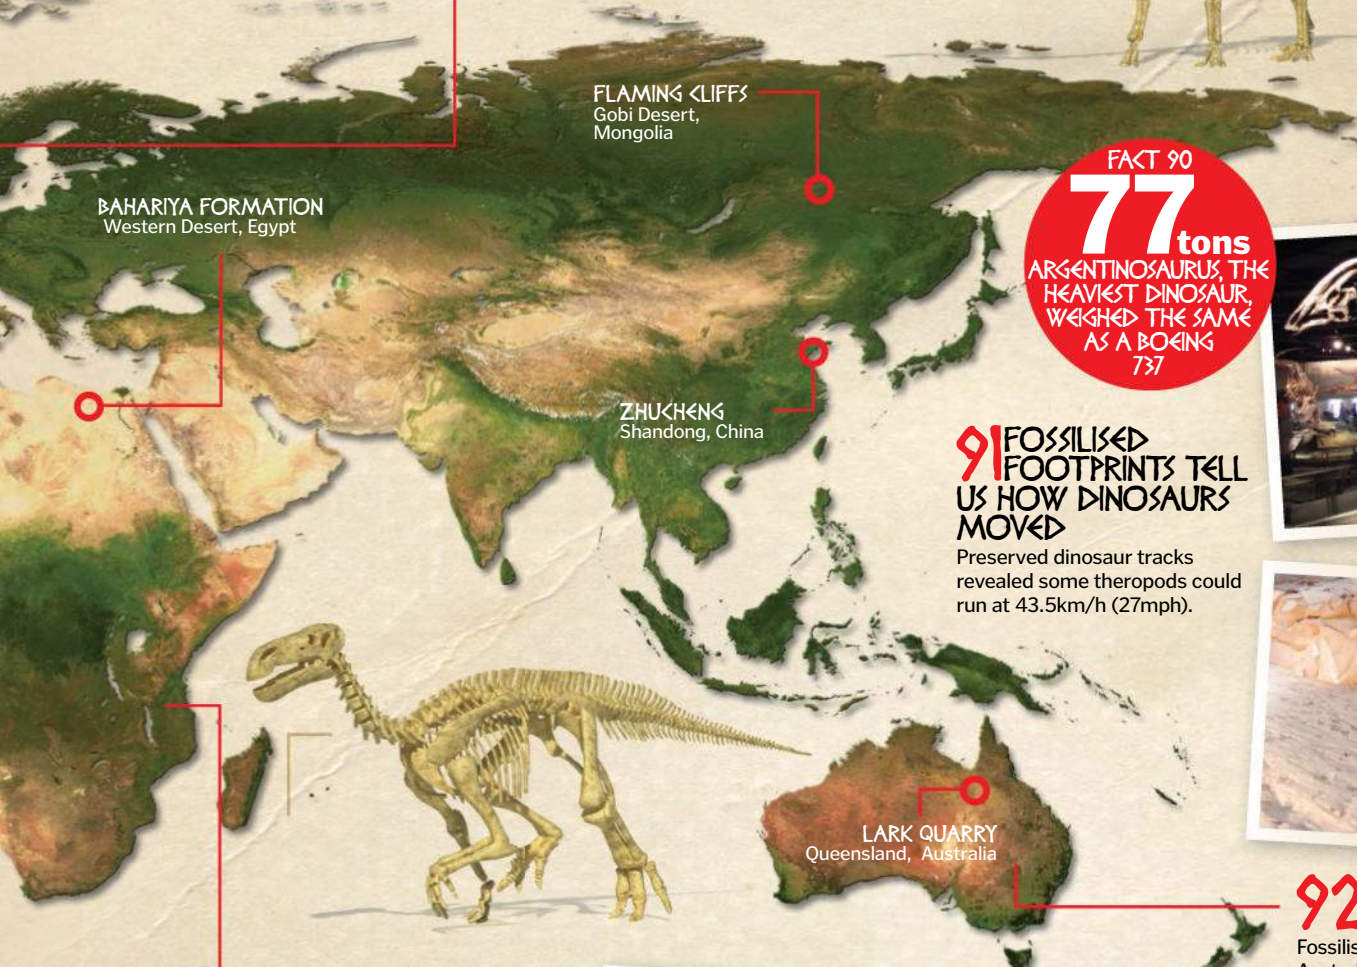 FLAMING CLIFFS
Gobi Desert,
Mongolia
BAHARIYA FORMATION
Western Desert, Egypt
FACT 90
77 tons
ARGENTINOSAURUS, THE
HEAVIEST DINOSAUR,
WEIGHED THE SAME
AS A BOEING
737
ZHUCHENG
Shandong, China
91 FOSSILISED
FOOTPRINTS TELL
US HOW DINOSAURS
MOVED
Preserved dinosaur tracks
revealed some theropods could
run at 43.5km/h (27mph).
LARK QUARRY
Queensland, Australia
92